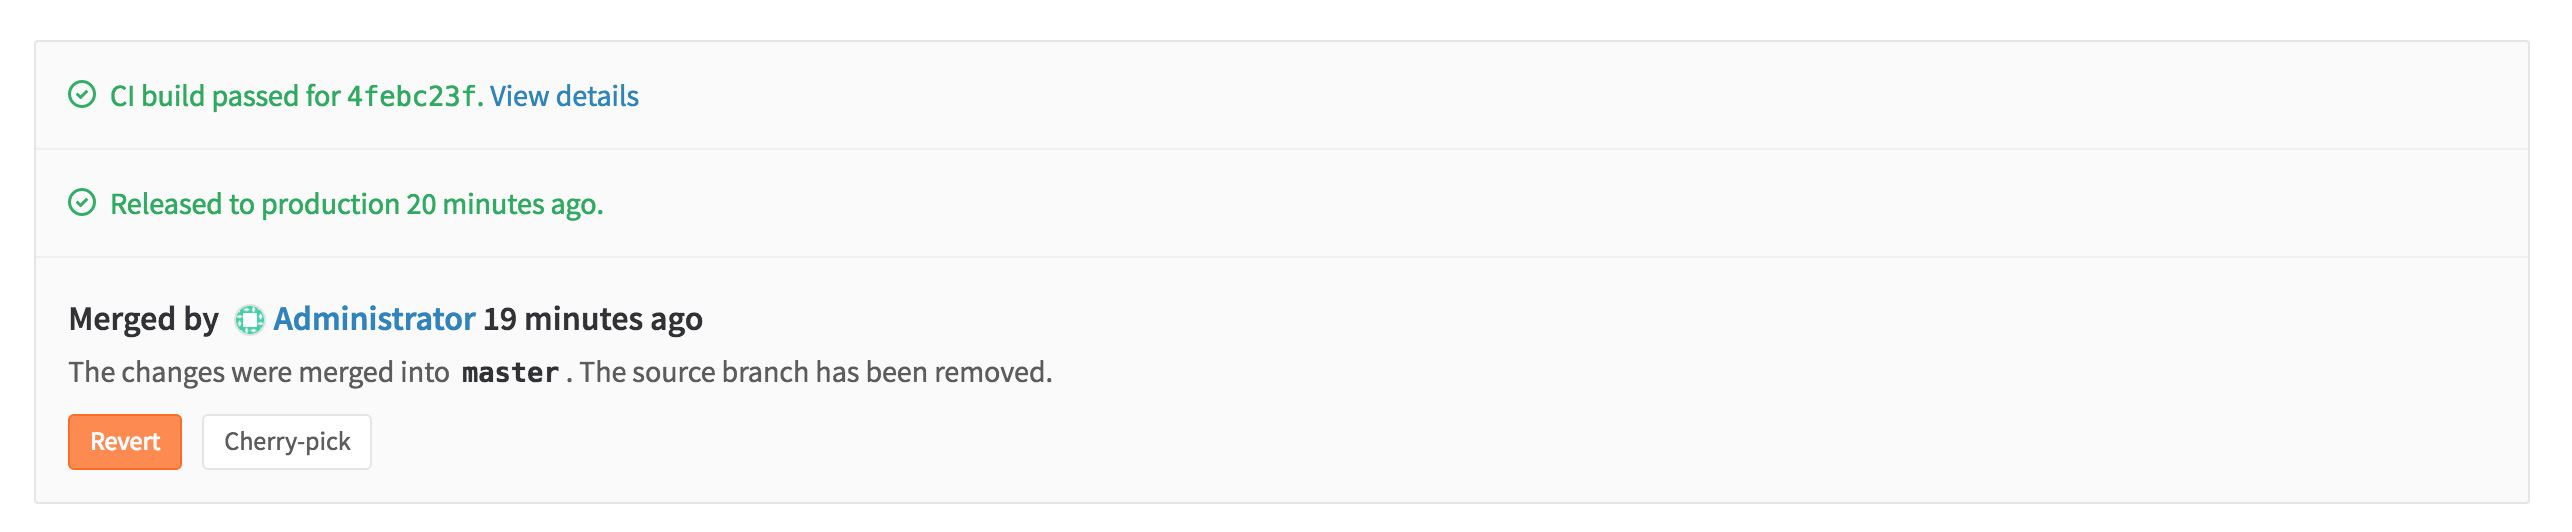 CI build passed for 4febc23f. View details
Released to production 20 minutes ago.
Merged by Administrator 19 minutes ago
The changes were merged into master. The source branch has been removed.
Revert Cherry-pick